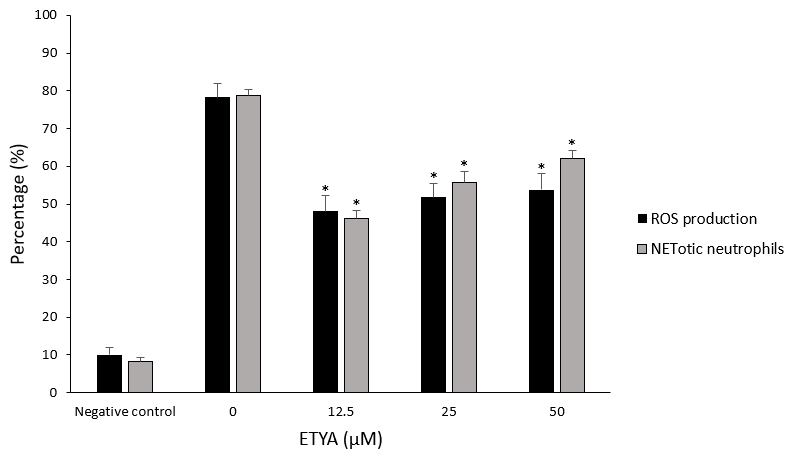 100
90
80
70
60
50
40
30
20
10
0
Percentage (%)
* * * * * *
Negative control 0 12.5 25 50
ETYA (µM)
ROS production
NETotic neutrophils